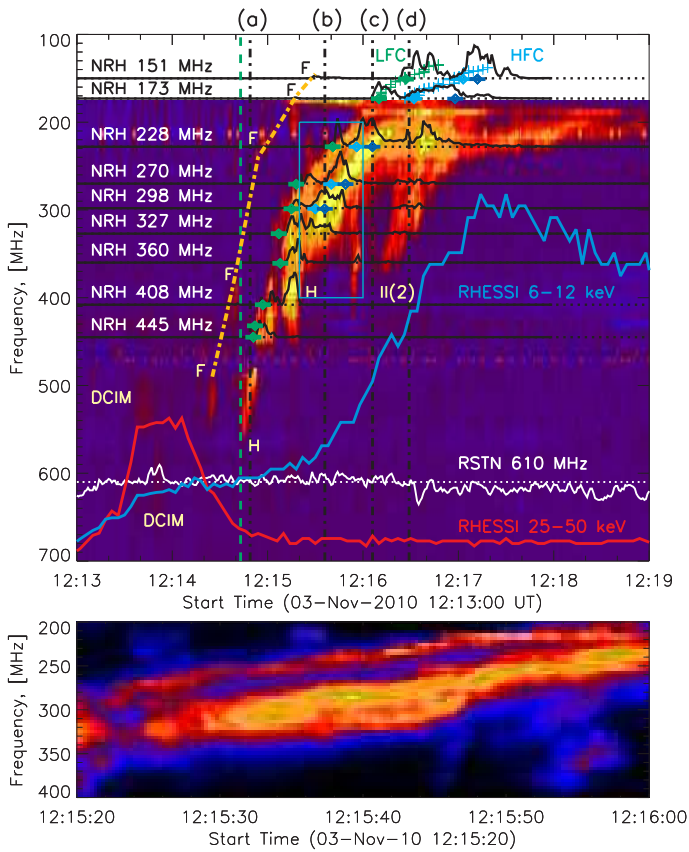 (a) (b) (c) (d)
100
200
300
400
500
600
700
Frequency, [MHz]
NRH 151 MHz
F
LFC
HFC
NRH 173 MHz
F
NRH 228 MHz
F
NRH 270 MHz
NRH 298 MHz
NRH 327 MHz
NRH 360 MHz
F
H
II(2)
RHESSI 6-12 keV
NRH 408 MHz
NRH 445 MHz
F
DCIM
H
RSTN 610 MHz
DCIM
RHESSI 25-50 keV
12:13 12:14 12:15 12:16 12:17 12:18 12:19
Start Time (03-Nov-2010 12:13:00 UT)
200
250
300
350
400
Frequency, [MHz]
12:15:20 12:15:30 12:15:40 12:15:50 12:16:00
Start Time (03-Nov-10 12:15:20)